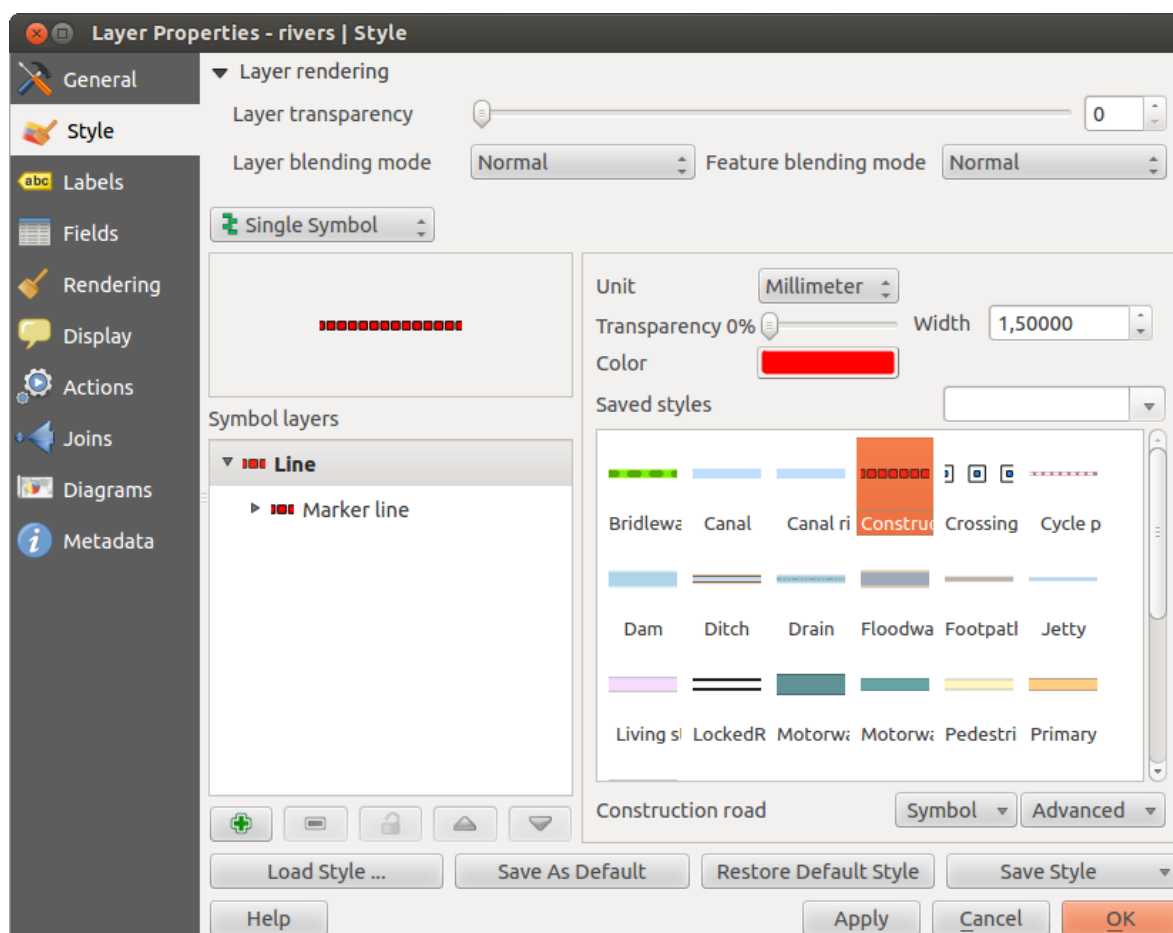 Layer Properties - rivers | Style
General
Style
Labels
Fields
Rendering
Display
Actions
Joins
Diagrams
Metadata
Layer rendering
Layer transparency 0
Layer blending mode Normal Feature blending mode Normal
Single Symbol
Unit Millimeter
Transparency 0% Width 1,50000
Color
Saved styles
Symbol layers
Line
Marker line
Bridlewa Canal Canal ri Construc Crossing Cycle p
Dam Ditch Drain Floodwa Footpatl Jetty
Living sl LockedR Motorwa Motorwa Pedestri Primary
Construction road Symbol Advanced
Load Style ... Save As Default Restore Default Style Save Style
Help Apply Cancel OK
abc